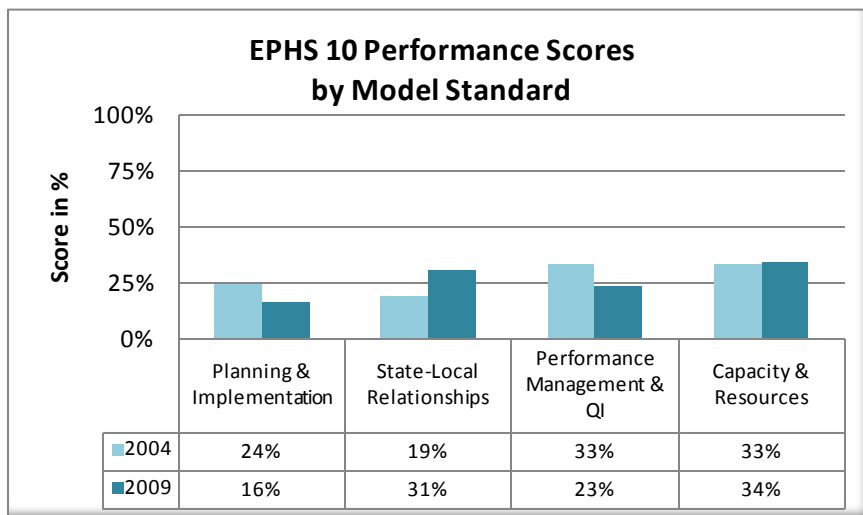 EPHS 10 Performance Scores
by Model Standard
100%
75%
50%
25%
0%
Score in %
Planning &
Implementation
State-Local
Relationships
Performance
Management &
QI
Capacity &
Resources
2004 24% 19% 33% 33%
2009 16% 31% 23% 34%